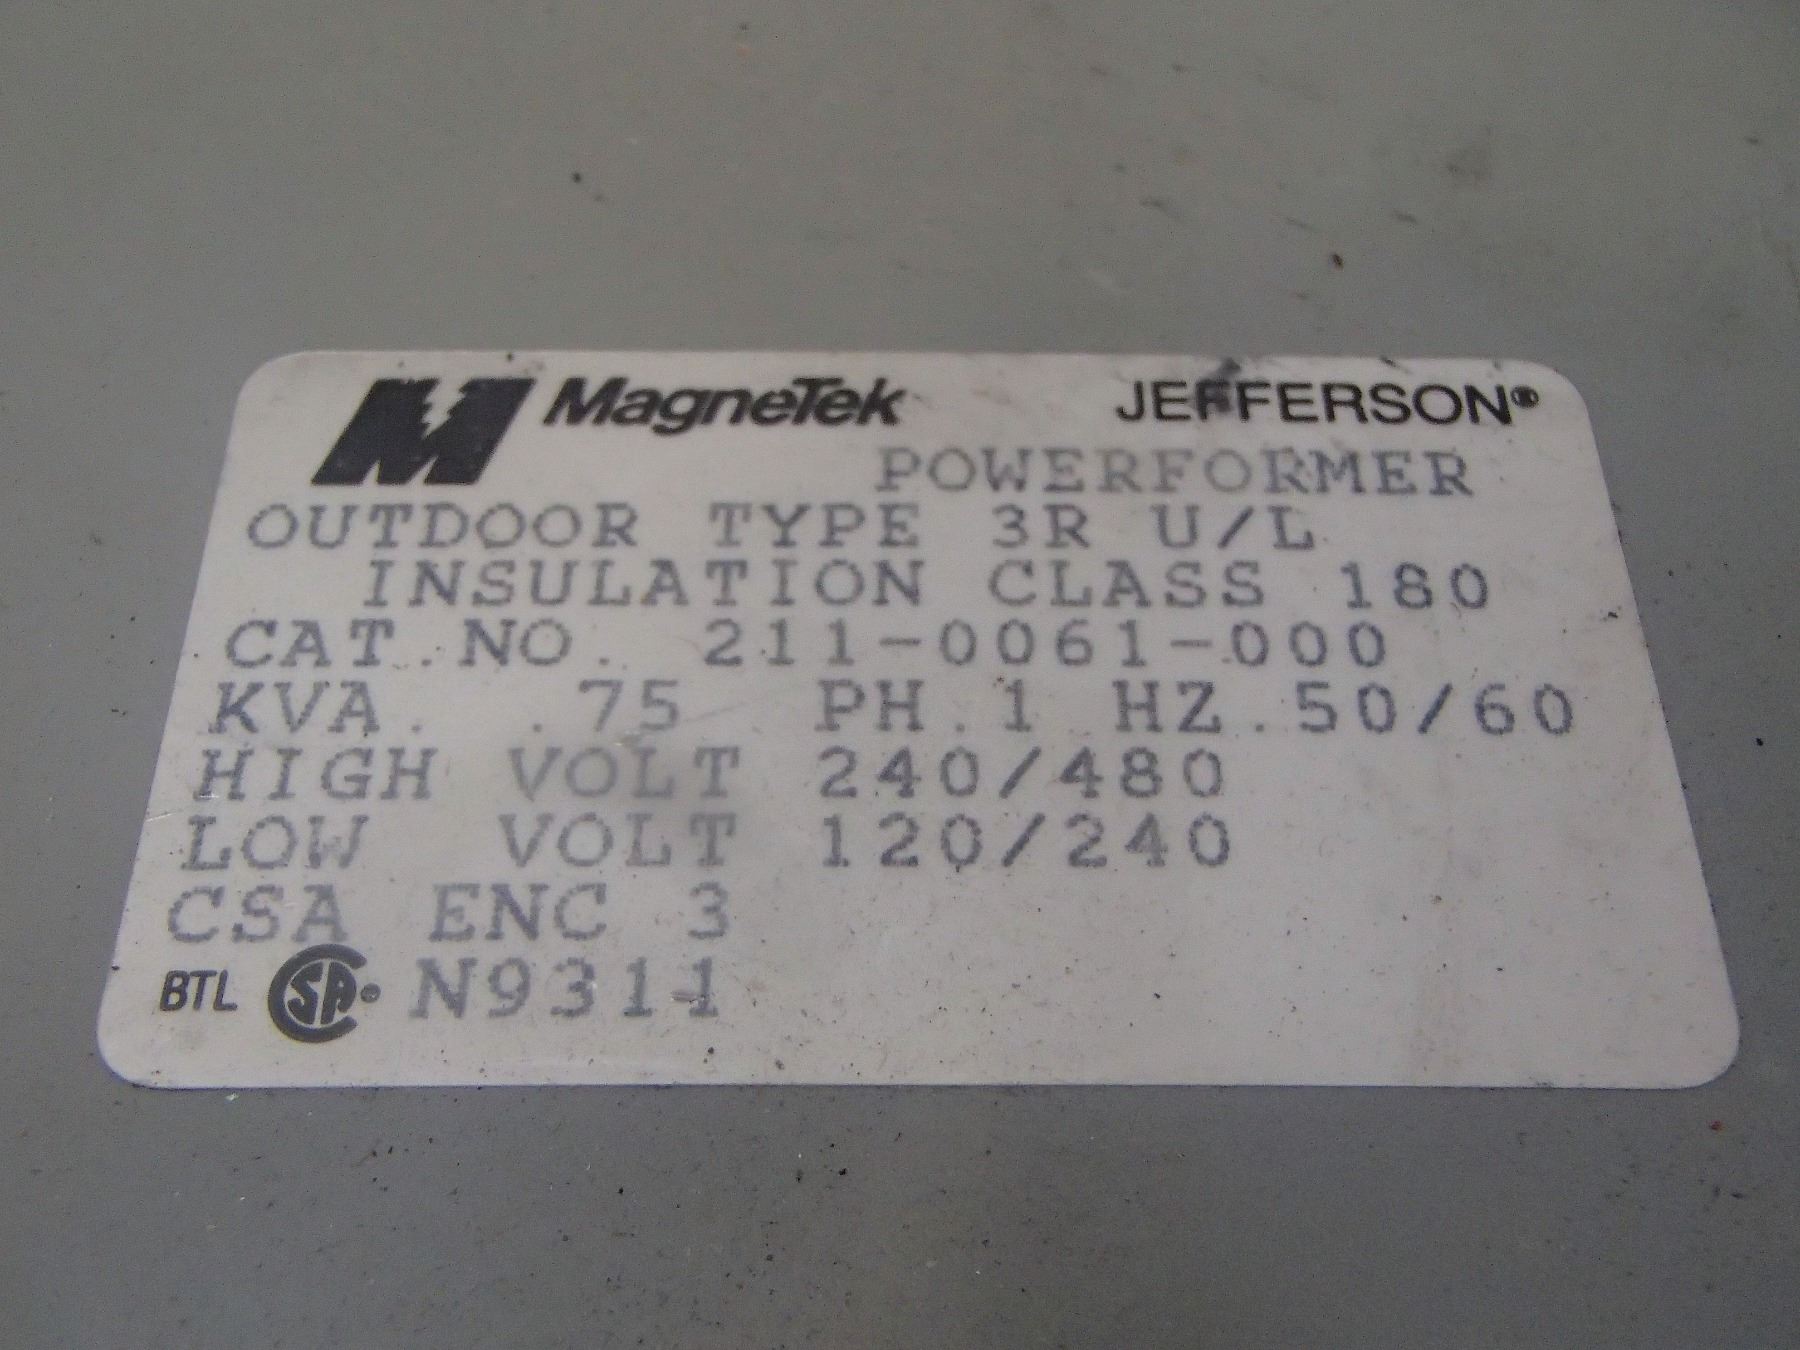 MagneTek JEFFERSON®
POWERFORMER
OUTDOOR TYPE 3R U/L
INSULATION CLASS 180
CAT.NO. 211-0061-000
KVA. .75 PH.1 HZ.50/60
HIGH VOLT 240/480
LOW VOLT 120/240
CSA ENC 3
BTL CSA® N9311